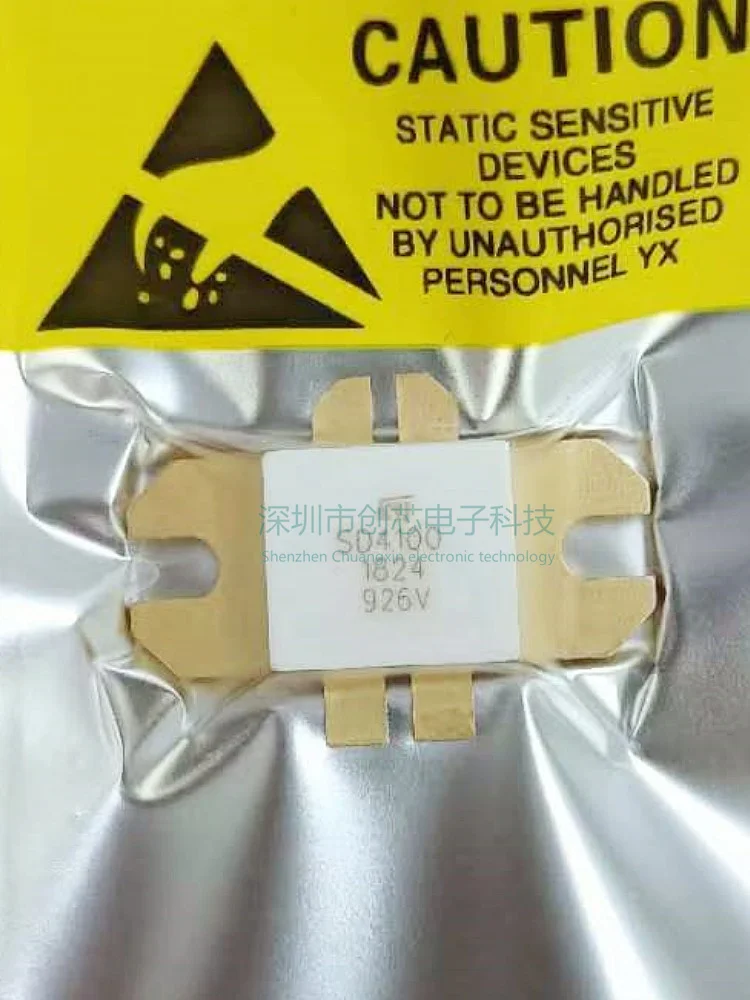 CAUTION
STATIC SENSITIVE
DEVICES
NOT TO BE HANDLED
BY UNAUTHORISED
PERSONNEL YX
深圳市创芯电子科技
SD4100
Shenzhen Chuangxin electronic technology
1824
926V